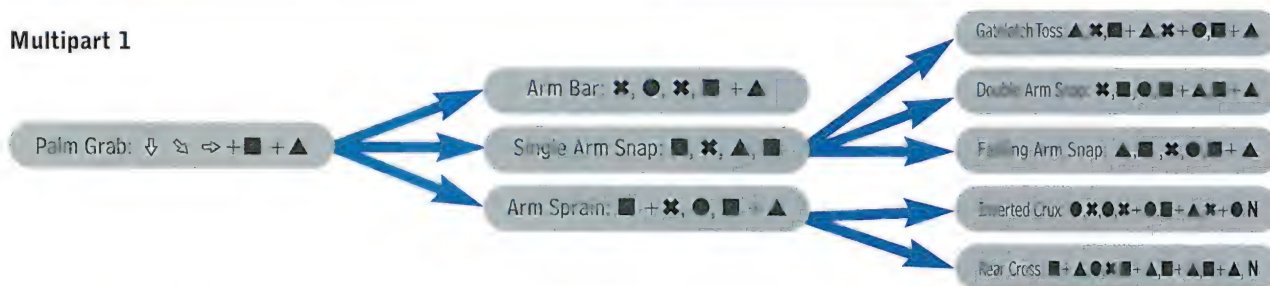 Multipart 1
Palm Grab: ⇩ ⬂ ⇨+■ +▲
Arm Bar: ✖, ●, ✖, ■ +▲
Single Arm Snap: ■, ✖, ▲, ■
Arm Sprain: ■ +✖, ●, ■ +▲
Toss ▲ ✖,■+▲,✖+●,■+▲
Double Arm Snap: ✖,■,●,■+▲,■+▲
Arm Snap: ▲,■,✖,●,■+▲
Inverted Crux ●,✖,●,✖+●,■+▲ ✖+● N
Rear Cross ■+▲ ● ✖ ■+▲,■+▲,■+▲, N